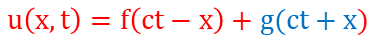 u(x, t) = f(ct − x) + g(ct + x)